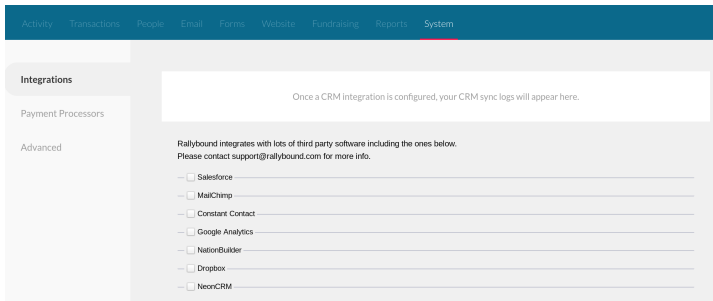 Activity Transactions People Email Forms Website Fundraising Reports System
Integrations
Payment Processors
Advanced
Once a CRM integration is configured, your CRM sync logs will appear here.
Rallybound integrates with lots of third party software including the ones below.
Please contact support@rallybound.com for more info.
Salesforce
MailChimp
Constant Contact
Google Analytics
NationBuilder
Dropbox
NeonCRM